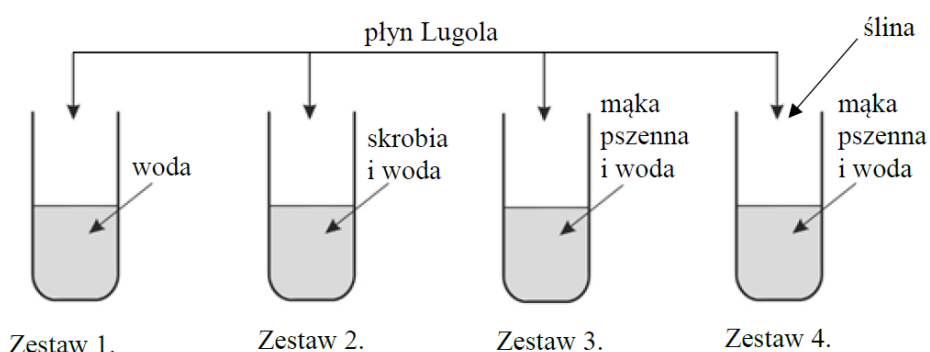 płyn Lugola
ślina
woda
skrobia
i woda
mąka
pszenna
i woda
mąka
pszenna
i woda
Zestaw 1.
Zestaw 2.
Zestaw 3.
Zestaw 4.